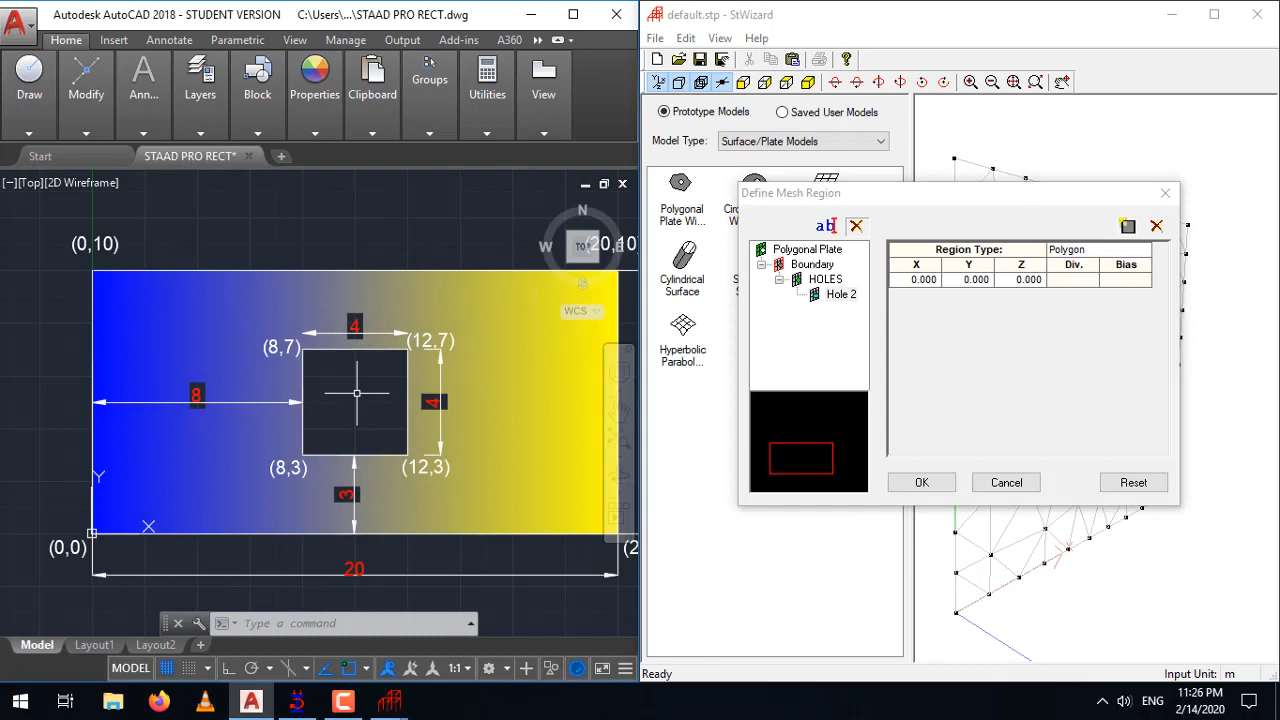 Autodesk AutoCAD 2018 - STUDENT VERSION C:\Users\...\STAAD PRO RECT.dwg
Home Insert Annotate Parametric View Manage Output Add-ins A360
Draw Modify Ann... Layers Block Properties Clipboard Groups Utilities View
Start STAAD PRO RECT*
[−][Top][2D Wireframe]
N
W TOP E
WCS
(0,10)
(20,10)
4
(8,7)
(12,7)
8
4
(8,3)
(12,3)
Y
3
X
(0,0)
(2
20
Type a command
Model Layout1 Layout2
MODEL 1:1
default.stp - StWizard
File Edit View Help
Prototype Models Saved User Models
Model Type: Surface/Plate Models
Polygonal
Plate Wi...
Cylindrical
Surface
Hyperbolic
Parabol...
Define Mesh Region
ab
Polygonal Plate
Boundary
HOLES
Hole 2
Region Type: Polygon
X Y Z Div. Bias
0.000 0.000 0.000
OK Cancel Reset
Ready Input Unit: m
ENG
11:26 PM
2/14/2020